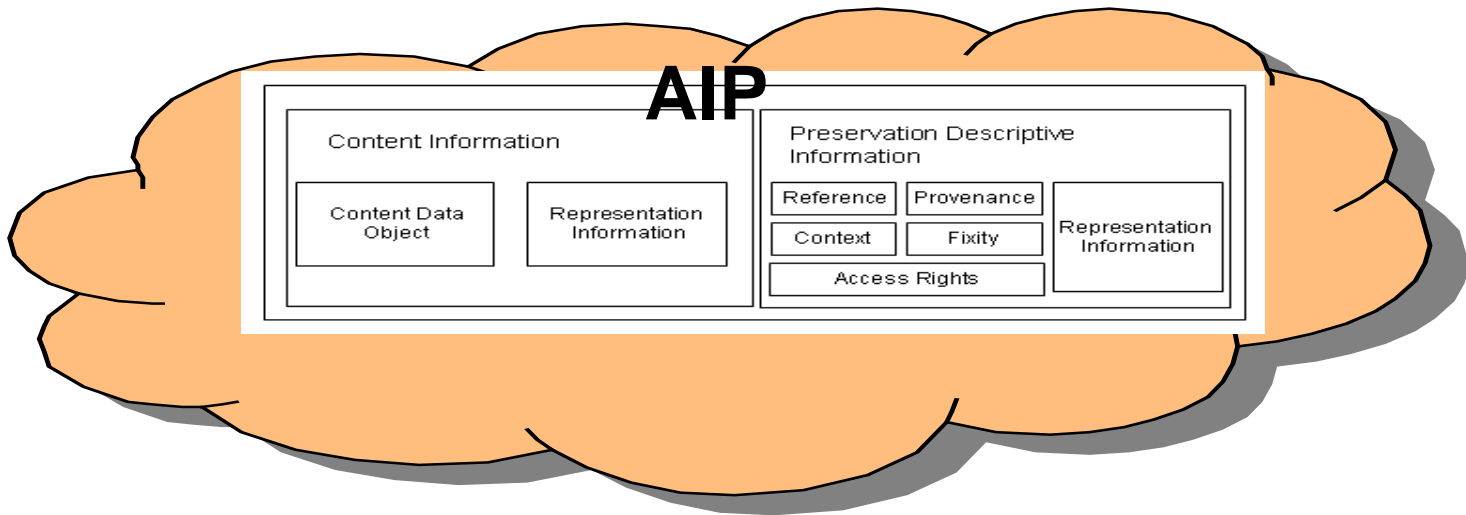 AIP
Content Information
Content Data
Object
Representation
Information
Preservation Descriptive
Information
Reference
Provenance
Context
Fixity
Access Rights
Representation
Information